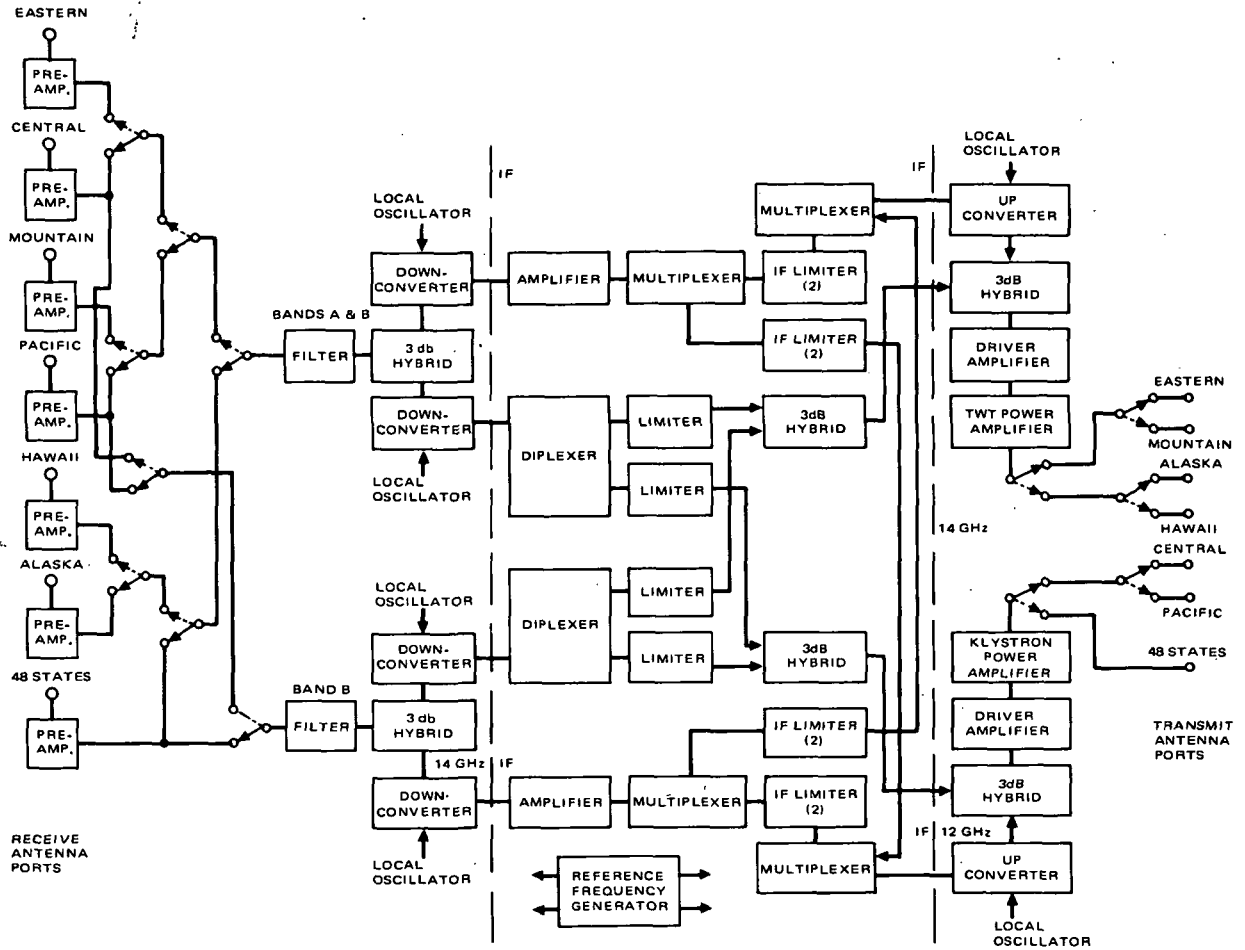 EASTERN
PRE-
AMP.
CENTRAL
PRE-
AMP.
MOUNTAIN
PRE-
AMP.
PACIFIC
PRE-
AMP.
HAWAII
PRE-
AMP.
ALASKA
PRE-
AMP.
48 STATES
PRE-
AMP.
RECEIVE
ANTENNA
PORTS
BANDS A & B
FILTER
BAND B
FILTER
LOCAL
OSCILLATOR
DOWN-
CONVERTER
3 db
HYBRID
DOWN-
CONVERTER
LOCAL
OSCILLATOR
LOCAL
OSCILLATOR
DOWN-
CONVERTER
3 db
HYBRID
14 GHz
IF
DOWN-
CONVERTER
LOCAL
OSCILLATOR
IF
AMPLIFIER
MULTIPLEXER
MULTIPLEXER
IF LIMITER
(2)
IF LIMITER
(2)
DIPLEXER
LIMITER
LIMITER
3dB
HYBRID
DIPLEXER
LIMITER
LIMITER
3dB
HYBRID
IF LIMITER
(2)
AMPLIFIER
MULTIPLEXER
IF LIMITER
(2)
MULTIPLEXER
REFERENCE
FREQUENCY
GENERATOR
IF
LOCAL
OSCILLATOR
UP
CONVERTER
3dB
HYBRID
DRIVER
AMPLIFIER
TWT POWER
AMPLIFIER
14 GHz
EASTERN
MOUNTAIN
ALASKA
HAWAII
CENTRAL
PACIFIC
48 STATES
KLYSTRON
POWER
AMPLIFIER
DRIVER
AMPLIFIER
3dB
HYBRID
IF
12 GHz
UP
CONVERTER
LOCAL
OSCILLATOR
TRANSMIT
ANTENNA
PORTS